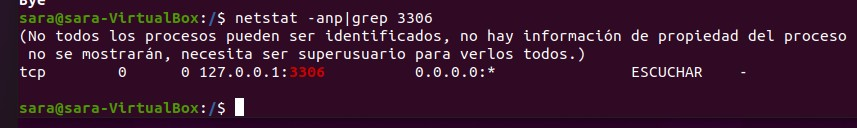 Bye
sara@sara-VirtualBox:/$ netstat -anp|grep 3306
(No todos los procesos pueden ser identificados, no hay información de propiedad del proceso
 no se mostrarán, necesita ser superusuario para verlos todos.)
tcp        0      0 127.0.0.1:3306          0.0.0.0:*               ESCUCHAR    -
sara@sara-VirtualBox:/$